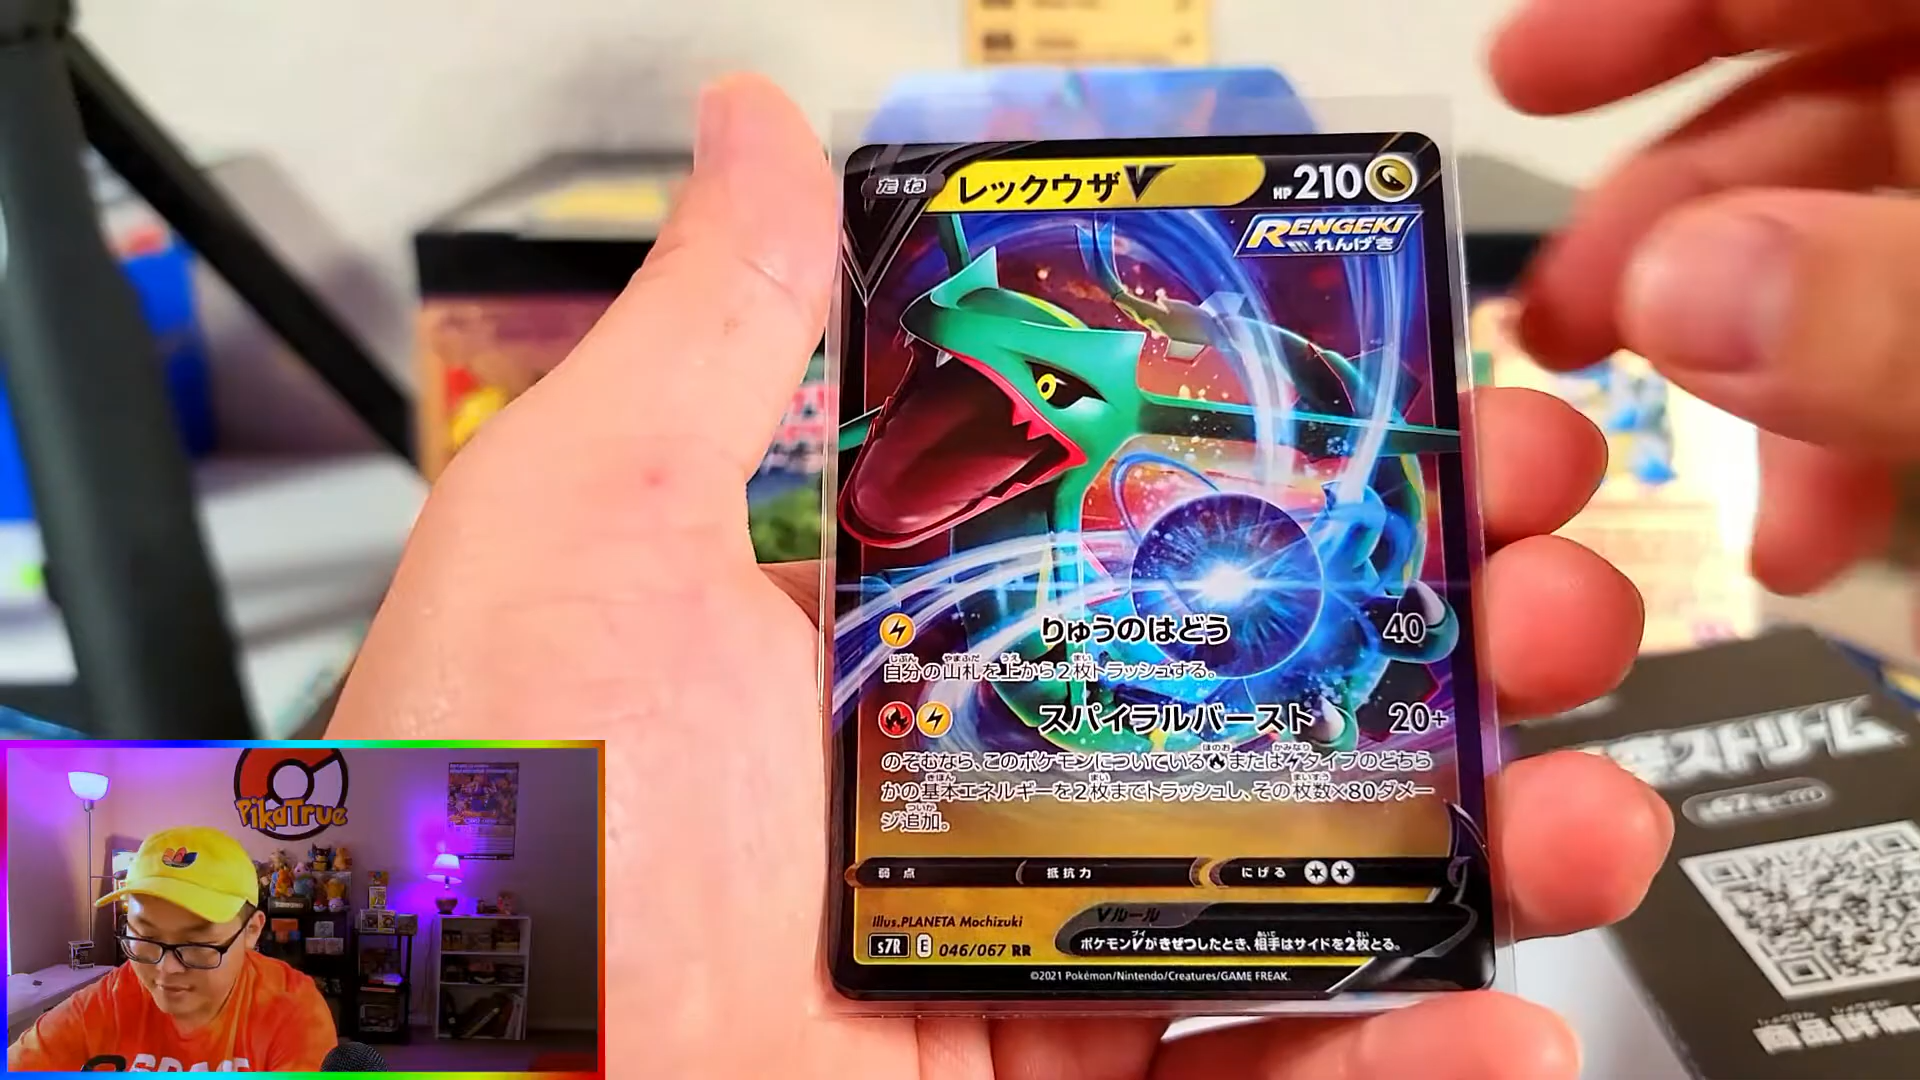 たね レックウザV HP 210
RENGEKI
れんげき
りゅうのはどう 40
自分の山札を上から2枚トラッシュする。
スパイラルバースト 20+
のぞむなら、このポケモンについている または タイプのどちら
かの基本エネルギーを2枚までトラッシュし、その枚数×80ダメー
ジ追加。
弱点 抵抗力 にげる
Illus.PLANETA Mochizuki
Vルール
s7R E 046/067 RR
ポケモンVがきぜつしたとき、相手はサイドを2枚とる。
©2021 Pokémon/Nintendo/Creatures/GAME FREAK.
ストリーム
PikaTrue